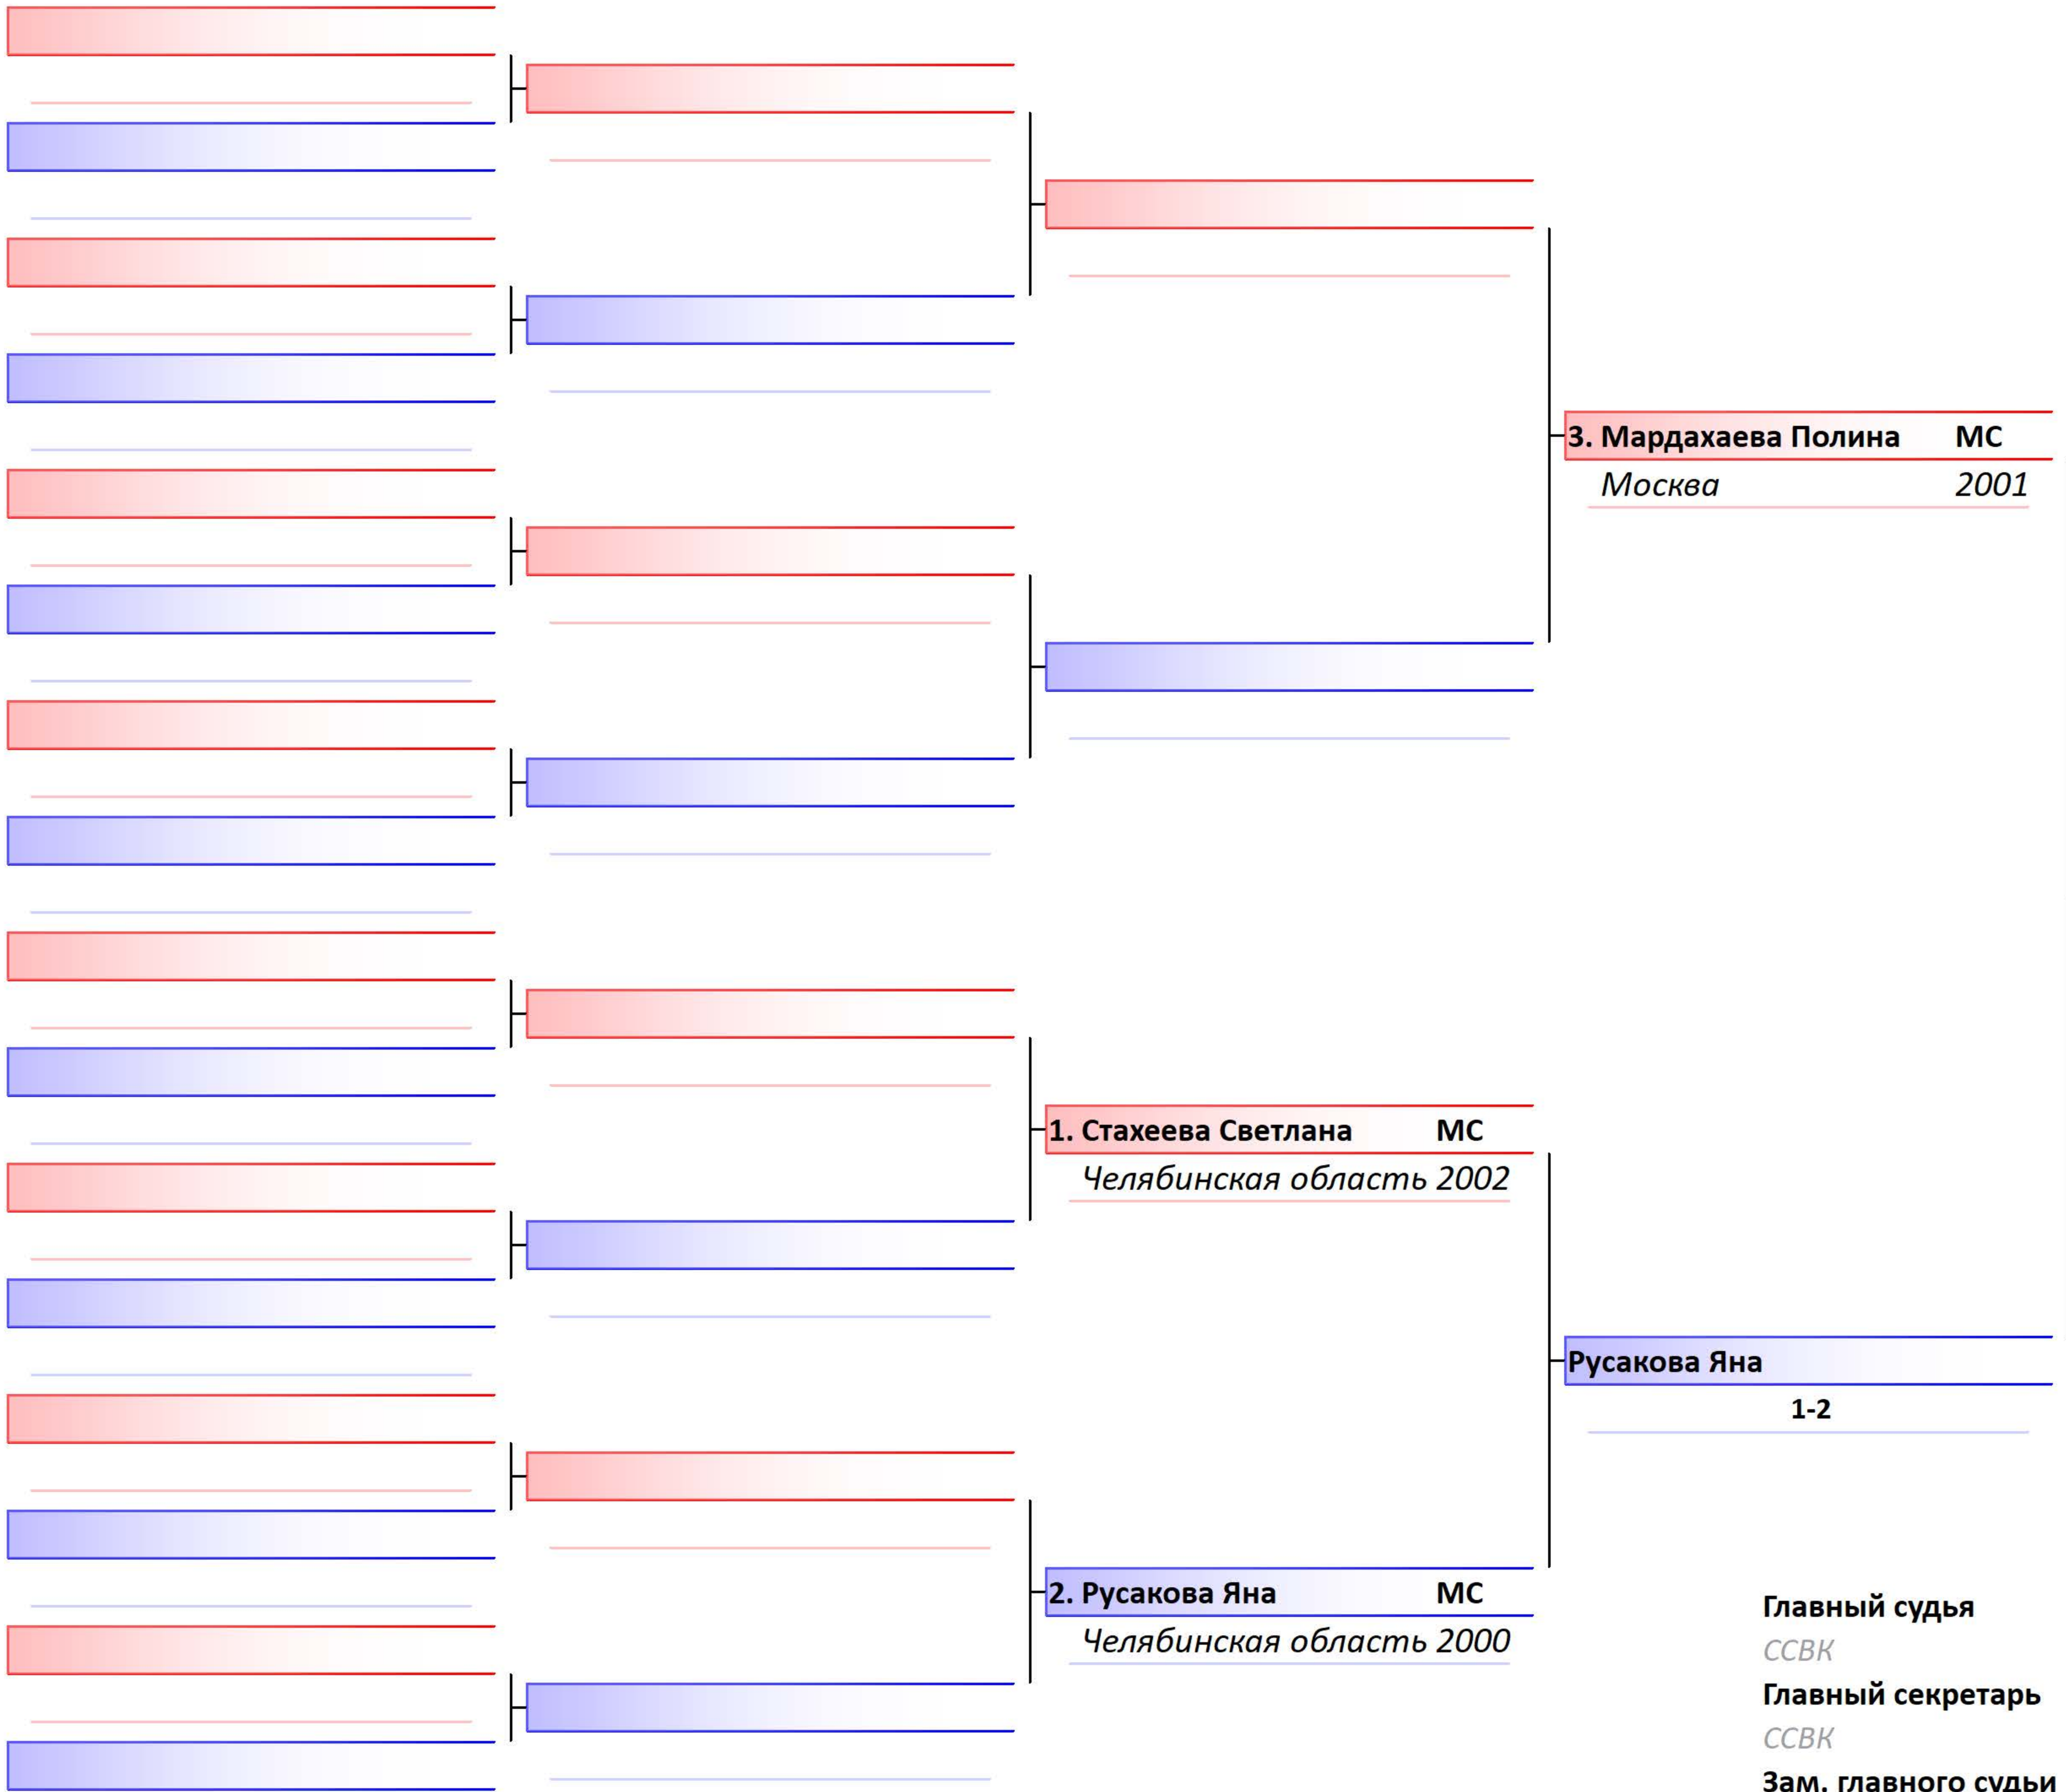 3. Мардахаева Полина МС
Москва 2001
1. Стахеева Светлана МС
Челябинская область 2002
Русакова Яна
1-2
2. Русакова Яна МС
Челябинская область 2000
Главный судья
ССВК
Главный секретарь
ССВК
Зам. главного судьи